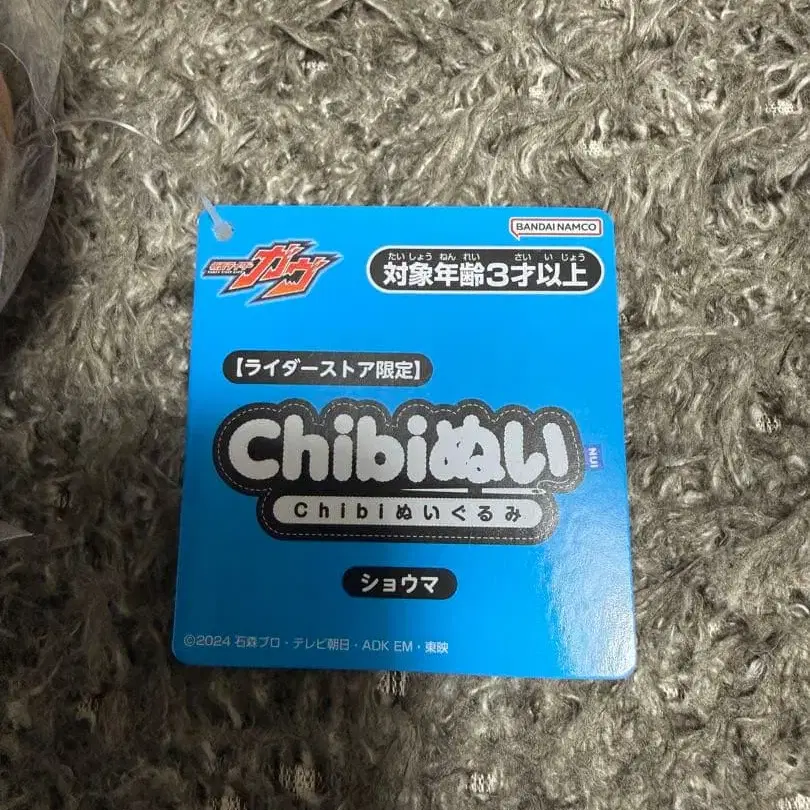 BANDAI NAMCO
仮面ライダー
ガヴ
たいしょうねんれい さいいじょう
対象年齢3才以上
【ライダーストア限定】
Chibiぬい
NUI
Chibiぬいぐるみ
ショウマ
©2024 石森プロ・テレビ朝日・ADK EM・東映